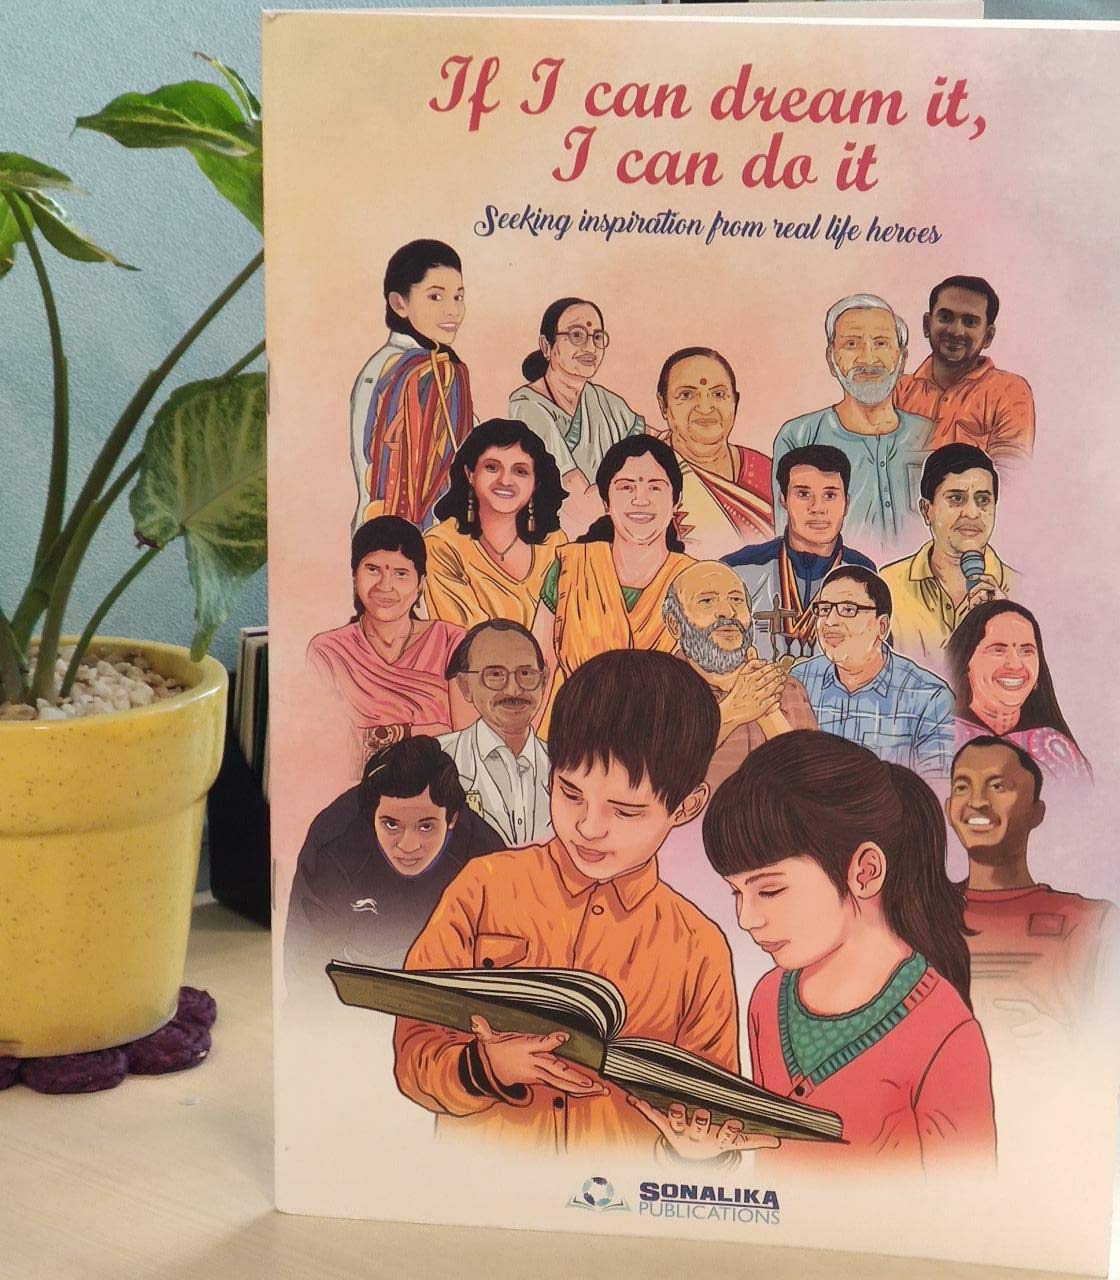 If I can dream it,
I can do it
Seeking inspiration from real life heroes
SONALIKA
PUBLICATIONS